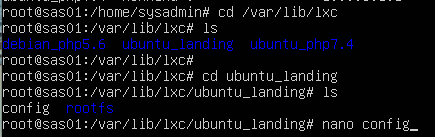 root@sas01:/home/sysadmin# cd /var/lib/lxc
root@sas01:/var/lib/lxc# ls
debian_php5.6  ubuntu_landing  ubuntu_php7.4
root@sas01:/var/lib/lxc#
root@sas01:/var/lib/lxc# cd ubuntu_landing
root@sas01:/var/lib/lxc/ubuntu_landing# ls
config  rootfs
root@sas01:/var/lib/lxc/ubuntu_landing# nano config_